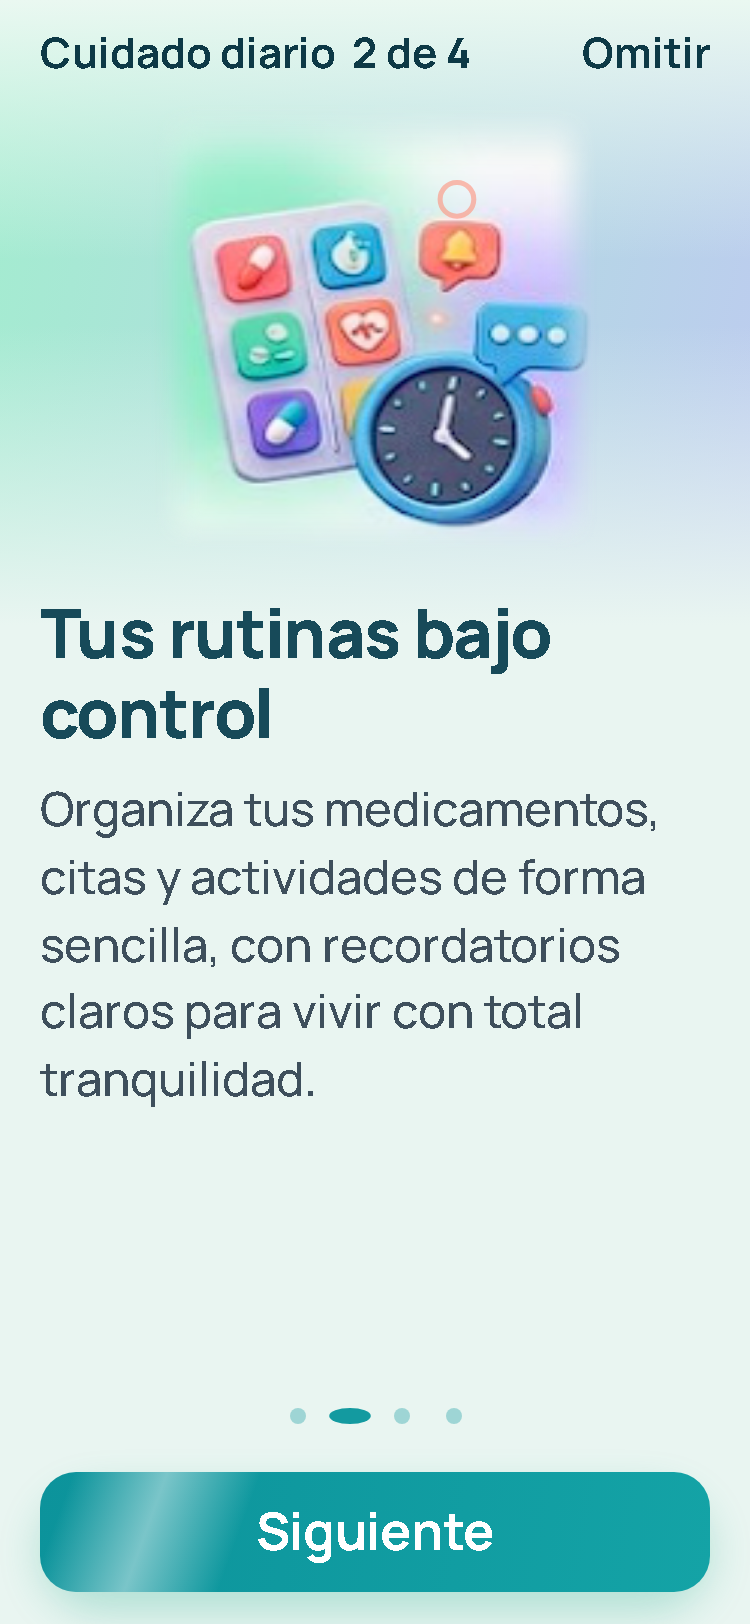 Cuidado diario 2 de 4
Omitir
Tus rutinas bajo
control
Organiza tus medicamentos,
citas y actividades de forma
sencilla, con recordatorios
claros para vivir con total
tranquilidad.
Siguiente